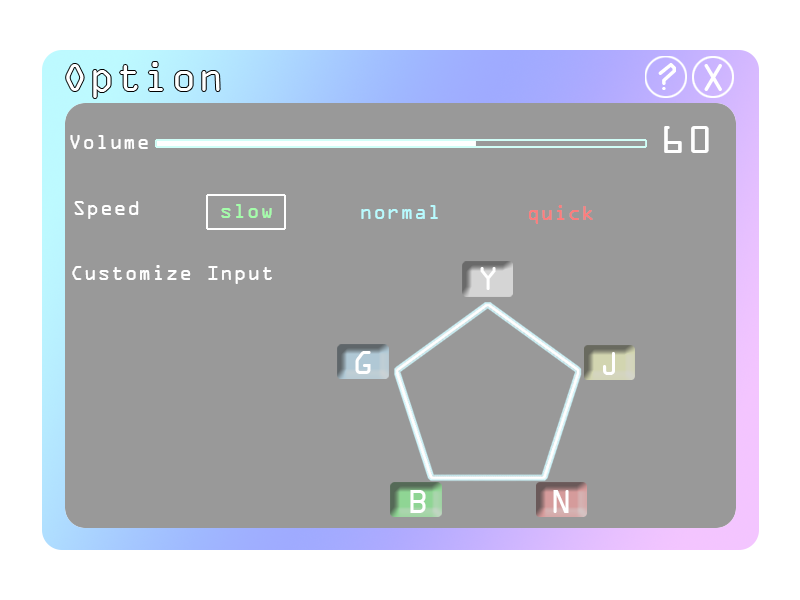 Option ? X
Volume 60
Speed slow normal quick
Customize Input
Y
G J
B N